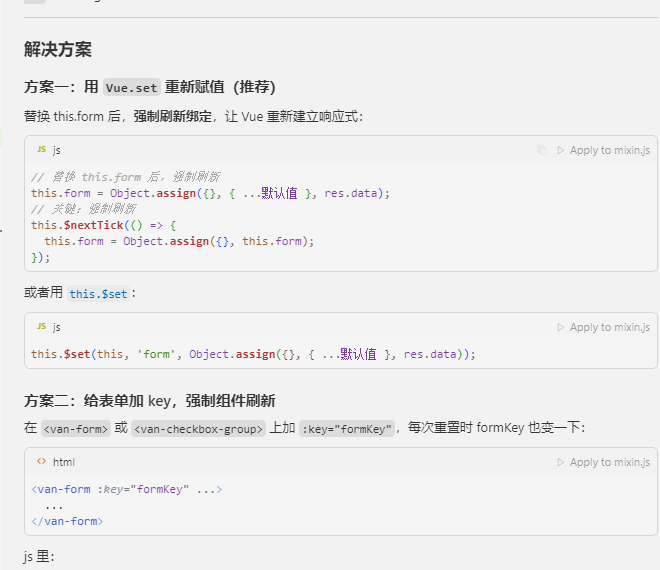 解决方案
方案一：用 Vue.set 重新赋值（推荐）
替换 this.form 后，强制刷新绑定，让 Vue 重新建立响应式：
JS js Apply to mixin.js
// 替换 this.form 后，强制刷新
this.form = Object.assign({}, { ...默认值 }, res.data);
// 关键：强制刷新
this.$nextTick(() => {
  this.form = Object.assign({}, this.form);
});
或者用 this.$set：
JS js Apply to mixin.js
this.$set(this, 'form', Object.assign({}, { ...默认值 }, res.data));
方案二：给表单加 key，强制组件刷新
在 <van-form> 或 <van-checkbox-group> 上加 :key="formKey"，每次重置时 formKey 也变一下：
<> html Apply to mixin.js
<van-form :key="formKey" ...>
  ...
</van-form>
js 里：